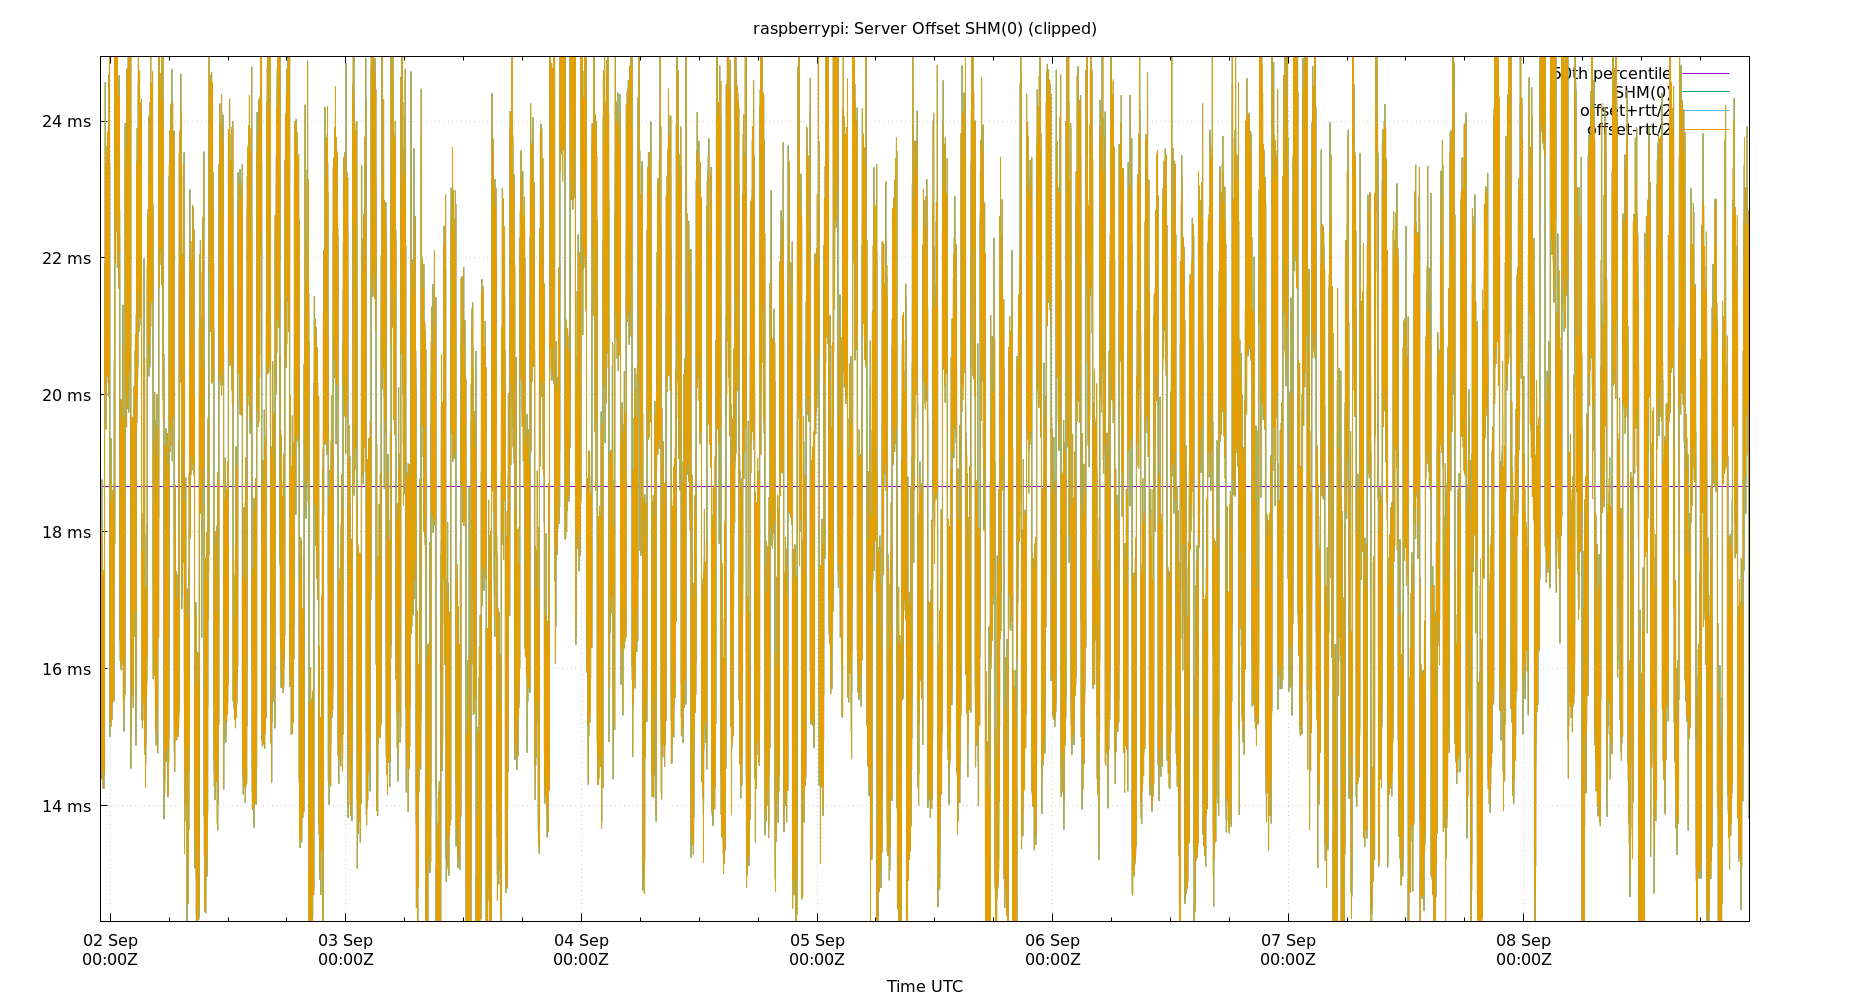 raspberrypi: Server Offset SHM(0) (clipped)
50th percentile
SHM(0)
offset+rtt/2
offset-rtt/2
24 ms
22 ms
20 ms
18 ms
16 ms
14 ms
02 Sep 03 Sep 04 Sep 05 Sep 06 Sep 07 Sep 08 Sep
00:00Z 00:00Z 00:00Z 00:00Z 00:00Z 00:00Z 00:00Z
Time UTC